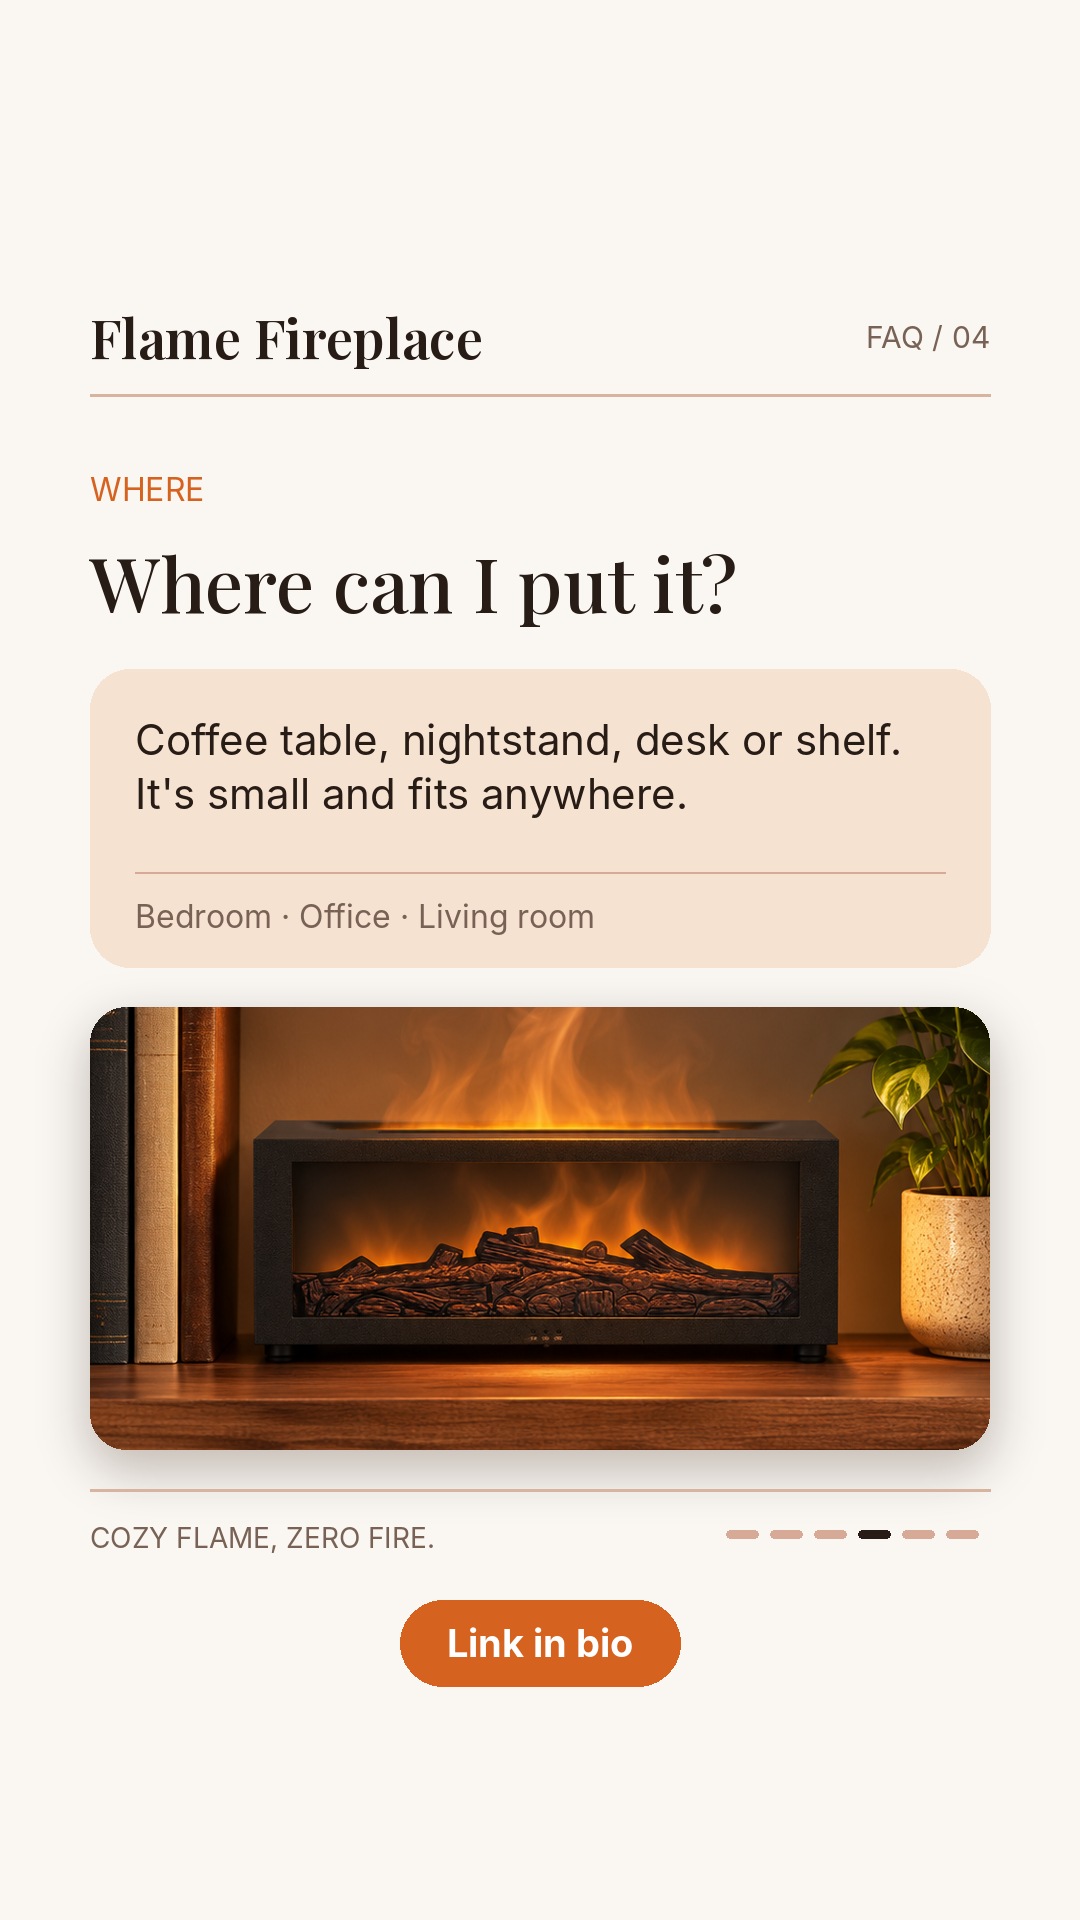 Flame Fireplace
FAQ / 04
WHERE
Where can I put it?
Coffee table, nightstand, desk or shelf.
It's small and fits anywhere.
Bedroom · Office · Living room
COZY FLAME, ZERO FIRE.
Link in bio